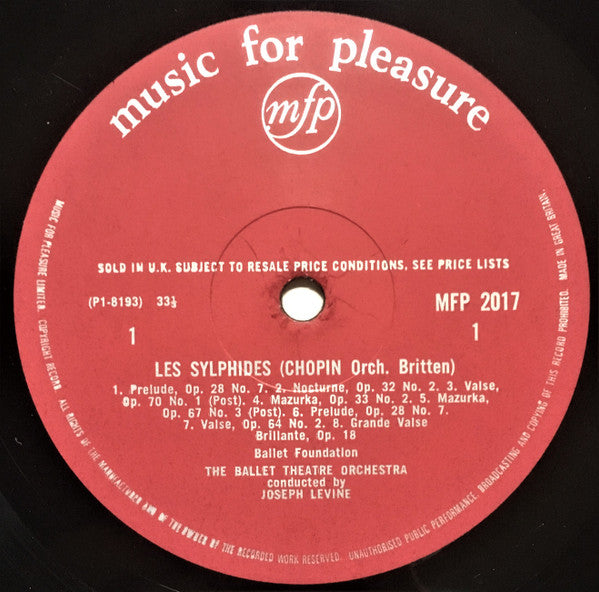 music for pleasure
mfp
SOLD IN U.K. SUBJECT TO RESALE PRICE CONDITIONS, SEE PRICE LISTS
(P1-8193) 33⅓
MFP 2017
1
1
LES SYLPHIDES (CHOPIN Orch. Britten)
1. Prelude, Op. 28 No. 7. 2. Nocturne, Op. 32 No. 2. 3. Valse,
Op. 70 No. 1 (Post). 4. Mazurka, Op. 33 No. 2. 5. Mazurka,
Op. 67 No. 3 (Post). 6. Prelude, Op. 28 No. 7.
7. Valse, Op. 64 No. 2. 8. Grande Valse
Brillante, Op. 18
Ballet Foundation
THE BALLET THEATRE ORCHESTRA
conducted by
JOSEPH LEVINE
MUSIC FOR PLEASURE LIMITED. COPYRIGHT RECORD. ALL RIGHTS OF THE MANUFACTURER AND OF THE OWNER OF THE RECORDED WORK RESERVED. UNAUTHORISED PUBLIC PERFORMANCE, BROADCASTING AND COPYING OF THIS RECORD PROHIBITED. MADE IN GREAT BRITAIN.